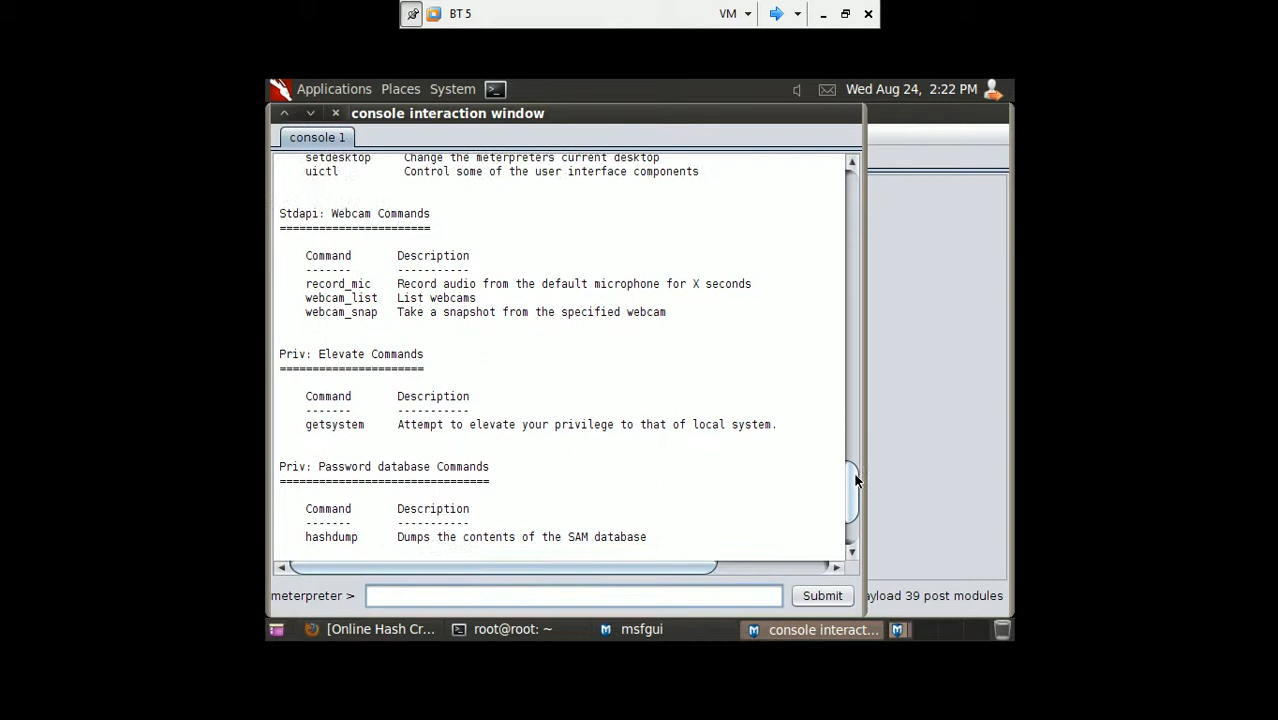 BT 5
VM
Applications Places System
Wed Aug 24, 2:22 PM
console interaction window
console 1
setdesktop Change the meterpreters current desktop
uictl Control some of the user interface components
Stdapi: Webcam Commands
=======================
Command Description
------- -----------
record_mic Record audio from the default microphone for X seconds
webcam_list List webcams
webcam_snap Take a snapshot from the specified webcam
Priv: Elevate Commands
======================
Command Description
------- -----------
getsystem Attempt to elevate your privilege to that of local system.
Priv: Password database Commands
================================
Command Description
------- -----------
hashdump Dumps the contents of the SAM database
meterpreter > Submit ayload 39 post modules
[Online Hash Cr... root@root: ~ msfgui console interact...